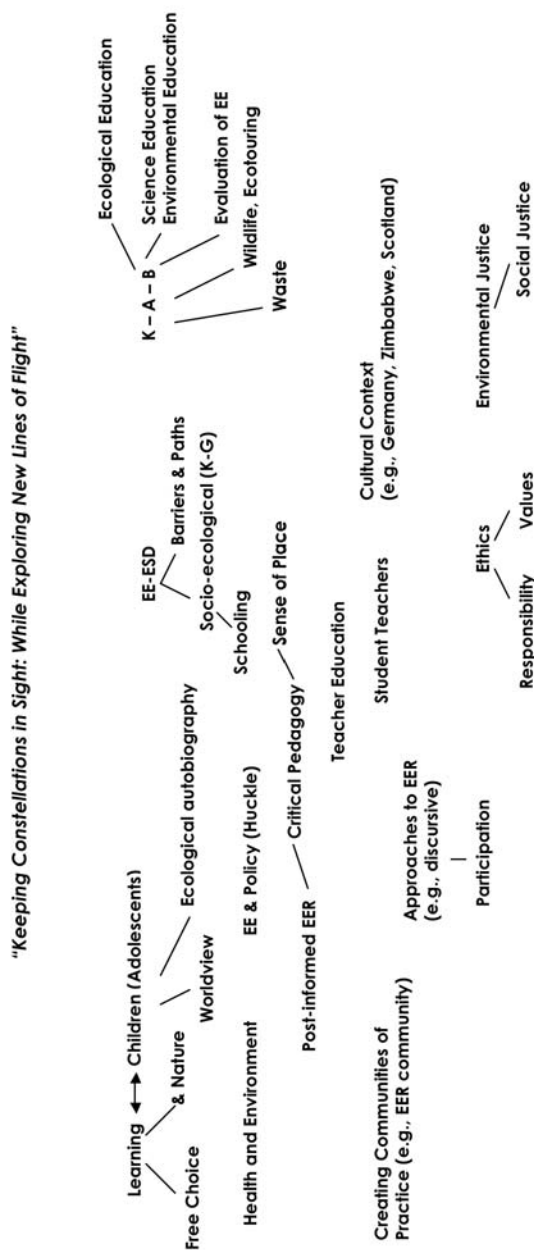 "Keeping Constellations in Sight: While Exploring New Lines of Flight"
Learning
Children (Adolescents)
& Nature
Free Choice
Worldview
Ecological autobiography
EE-ESD
Barriers & Paths
Socio-ecological (K-G)
Schooling
K – A – B
Ecological Education
Science Education
Environmental Education
Evaluation of EE
Wildlife, Ecotouring
Waste
Health and Environment
EE & Policy (Huckle)
Post-informed EER
Critical Pedagogy
Sense of Place
Teacher Education
Student Teachers
Cultural Context
(e.g., Germany, Zimbabwe, Scotland)
Creating Communities of
Practice (e.g., EER community)
Approaches to EER
(e.g., discursive)
Participation
Ethics
Responsibility
Values
Environmental Justice
Social Justice